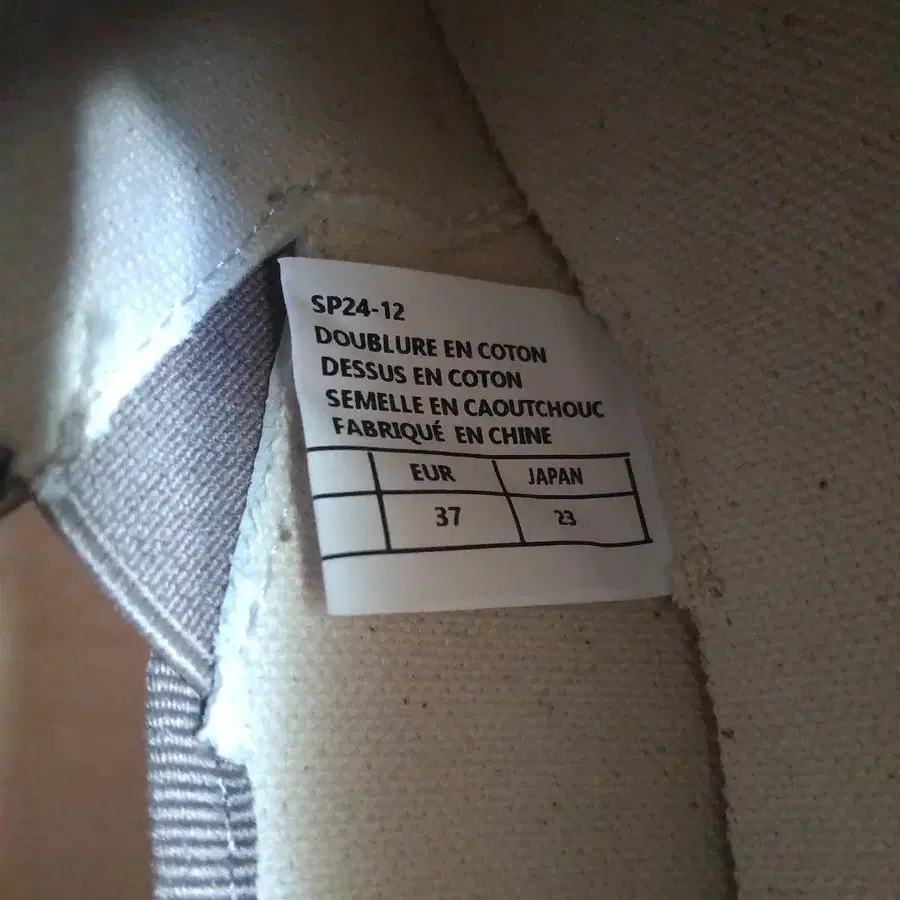 SP24-12
DOUBLURE EN COTON
DESSUS EN COTON
SEMELLE EN CAOUTCHOUC
FABRIQUÉ EN CHINE
EUR JAPAN
37 23